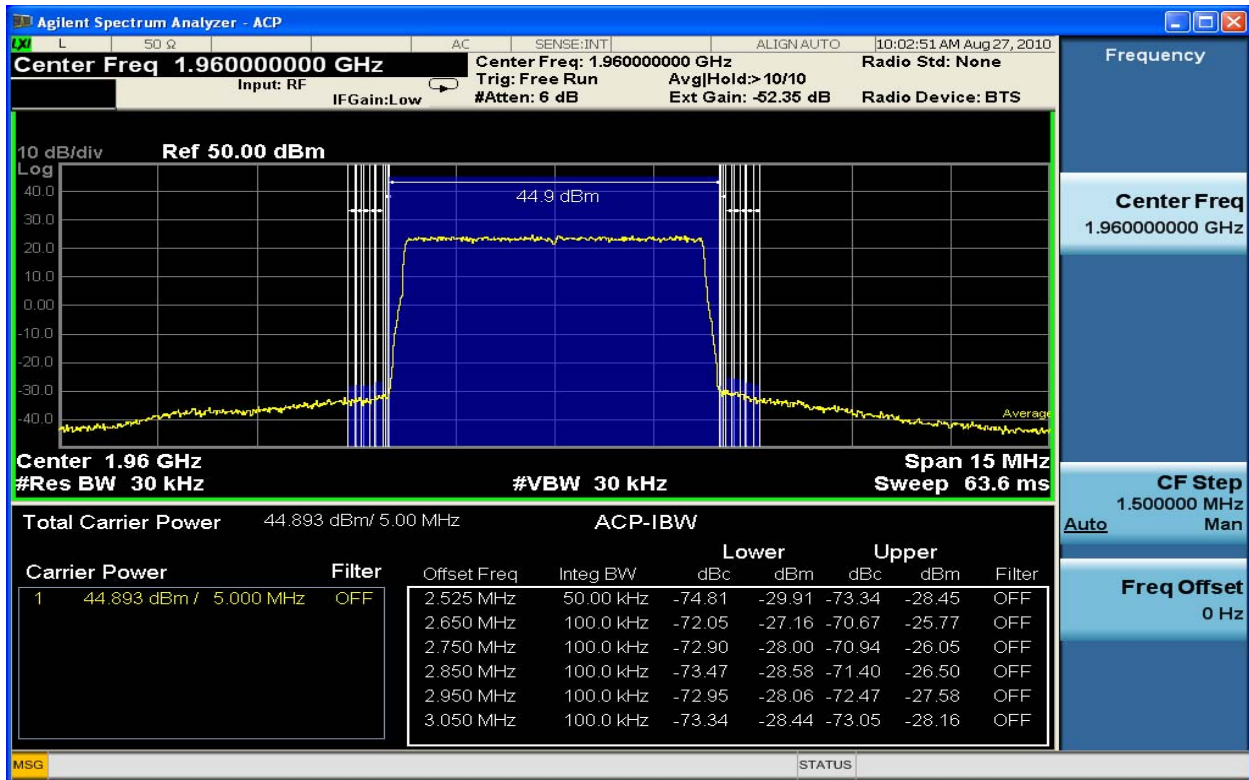 Agilent Spectrum Analyzer - ACP
LXI L 50 Ω AC SENSE:INT ALIGN AUTO 10:02:51 AM Aug 27, 2010
Center Freq 1.960000000 GHz Center Freq: 1.960000000 GHz Radio Std: None
Input: RF Trig: Free Run Avg|Hold:> 10/10
IFGain:Low #Atten: 6 dB Ext Gain: -52.35 dB Radio Device: BTS
10 dB/div Ref 50.00 dBm
Log
40.0
44.9 dBm
30.0
20.0
10.0
0.00
-10.0
-20.0
-30.0
-40.0
Average
Center 1.96 GHz Span 15 MHz
#Res BW 30 kHz #VBW 30 kHz Sweep 63.6 ms
Total Carrier Power 44.893 dBm/ 5.00 MHz ACP-IBW
Lower Upper
Carrier Power Filter Offset Freq Integ BW dBc dBm dBc dBm Filter
1 44.893 dBm / 5.000 MHz OFF 2.525 MHz 50.00 kHz -74.81 -29.91 -73.34 -28.45 OFF
2.650 MHz 100.0 kHz -72.05 -27.16 -70.67 -25.77 OFF
2.750 MHz 100.0 kHz -72.90 -28.00 -70.94 -26.05 OFF
2.850 MHz 100.0 kHz -73.47 -28.58 -71.40 -26.50 OFF
2.950 MHz 100.0 kHz -72.95 -28.06 -72.47 -27.58 OFF
3.050 MHz 100.0 kHz -73.34 -28.44 -73.05 -28.16 OFF
MSG STATUS
Frequency
Center Freq
1.960000000 GHz
CF Step
1.500000 MHz
Auto Man
Freq Offset
0 Hz